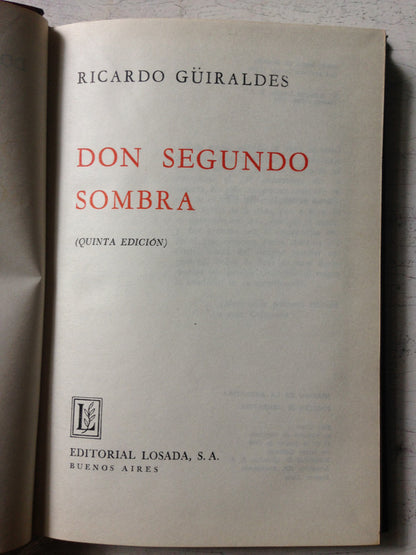 RICARDO GÜIRALDES
DON SEGUNDO
SOMBRA
(QUINTA EDICIÓN)
L
EDITORIAL LOSADA, S. A.
BUENOS AIRES